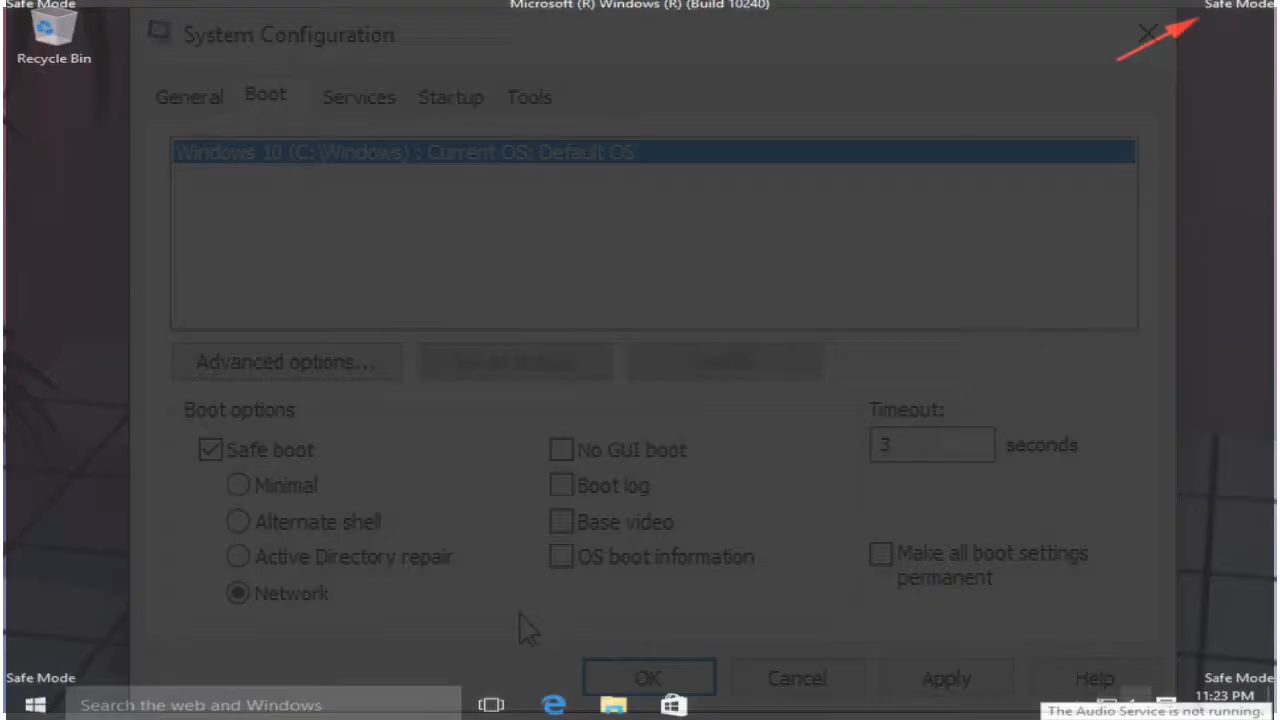 Safe Mode
Microsoft (R) Windows (R) (Build 10240)
Safe Mode
Recycle Bin
System Configuration
General Boot Services Startup Tools
Windows 10 (C:\Windows) : Current OS; Default OS
Advanced options...
Boot options
Timeout:
Safe boot
No GUI boot
3 seconds
Minimal
Boot log
Alternate shell
Base video
Active Directory repair
OS boot information
Make all boot settings
permanent
Network
OK Cancel Apply Help
Safe Mode
Safe Mode
Search the web and Windows
11:23 PM
The Audio Service is not running.